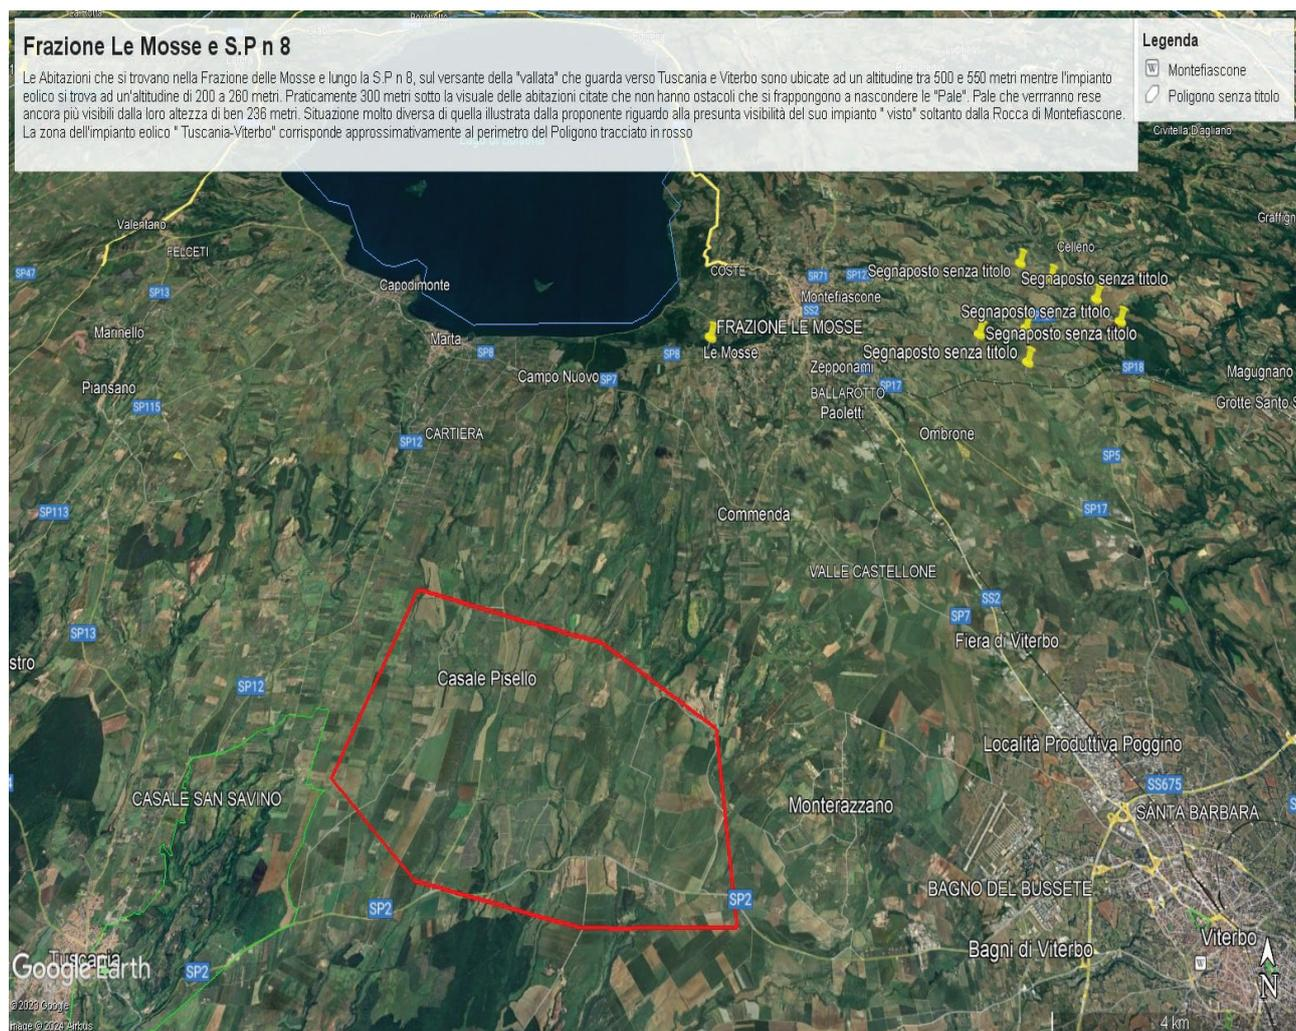 Frazione Le Mosse e S.P n 8
Le Abitazioni che si trovano nella Frazione delle Mosse e lungo la S.P n 8, sul versante della "vallata" che guarda verso Tuscania e Viterbo sono ubicate ad un altitudine tra 500 e 550 metri mentre l'impianto
eolico si trova ad un'altitudine di 200 a 260 metri. Praticamente 300 metri sotto la visuale delle abitazioni citate che non hanno ostacoli che si frappongono a nascondere le "Pale". Pale che verrranno rese
ancora più visibili dalla loro altezza di ben 236 metri. Situazione molto diversa di quella illustrata dalla proponente riguardo alla presunta visibilità del suo impianto " visto" soltanto dalla Rocca di Montefiascone.
La zona dell'impianto eolico " Tuscania-Viterbo" corrisponde approssimativamente al perimetro del Poligono tracciato in rosso
Legenda
W Montefiascone
Poligono senza titolo
Civitella D'agliano
Valentano
FELCETI
Graffign
Celleno
SP47
SP13
Capodimonte
COSTE
SR71
SP12
Segnaposto senza titolo
Segnaposto senza titolo
Montefiascone
SS2
Segnaposto senza titolo
FRAZIONE LE MOSSE
Segnaposto senza titolo
Marinello
Marta
SP8
SP8
Le Mosse
Segnaposto senza titolo
Zepponami
SP18
Magugnano
Campo Nuovo
SP7
Piansano
SP17
BALLAROTTO
Grotte Santo S
SP115
Paoletti
SP12
CARTIERA
Ombrone
SP5
SP113
Commenda
SP17
VALLE CASTELLONE
SS2
SP7
SP13
Fiera di Viterbo
stro
Casale Pisello
SP12
Località Produttiva Poggino
SS675
CASALE SAN SAVINO
Monterazzano
SANTA BARBARA
BAGNO DEL BUSSETE
SP2
SP2
Viterbo
Bagni di Viterbo
W
Tuscania
Google Earth
SP2
N
© 2023 Google
Image © 2024 Airbus
4 km